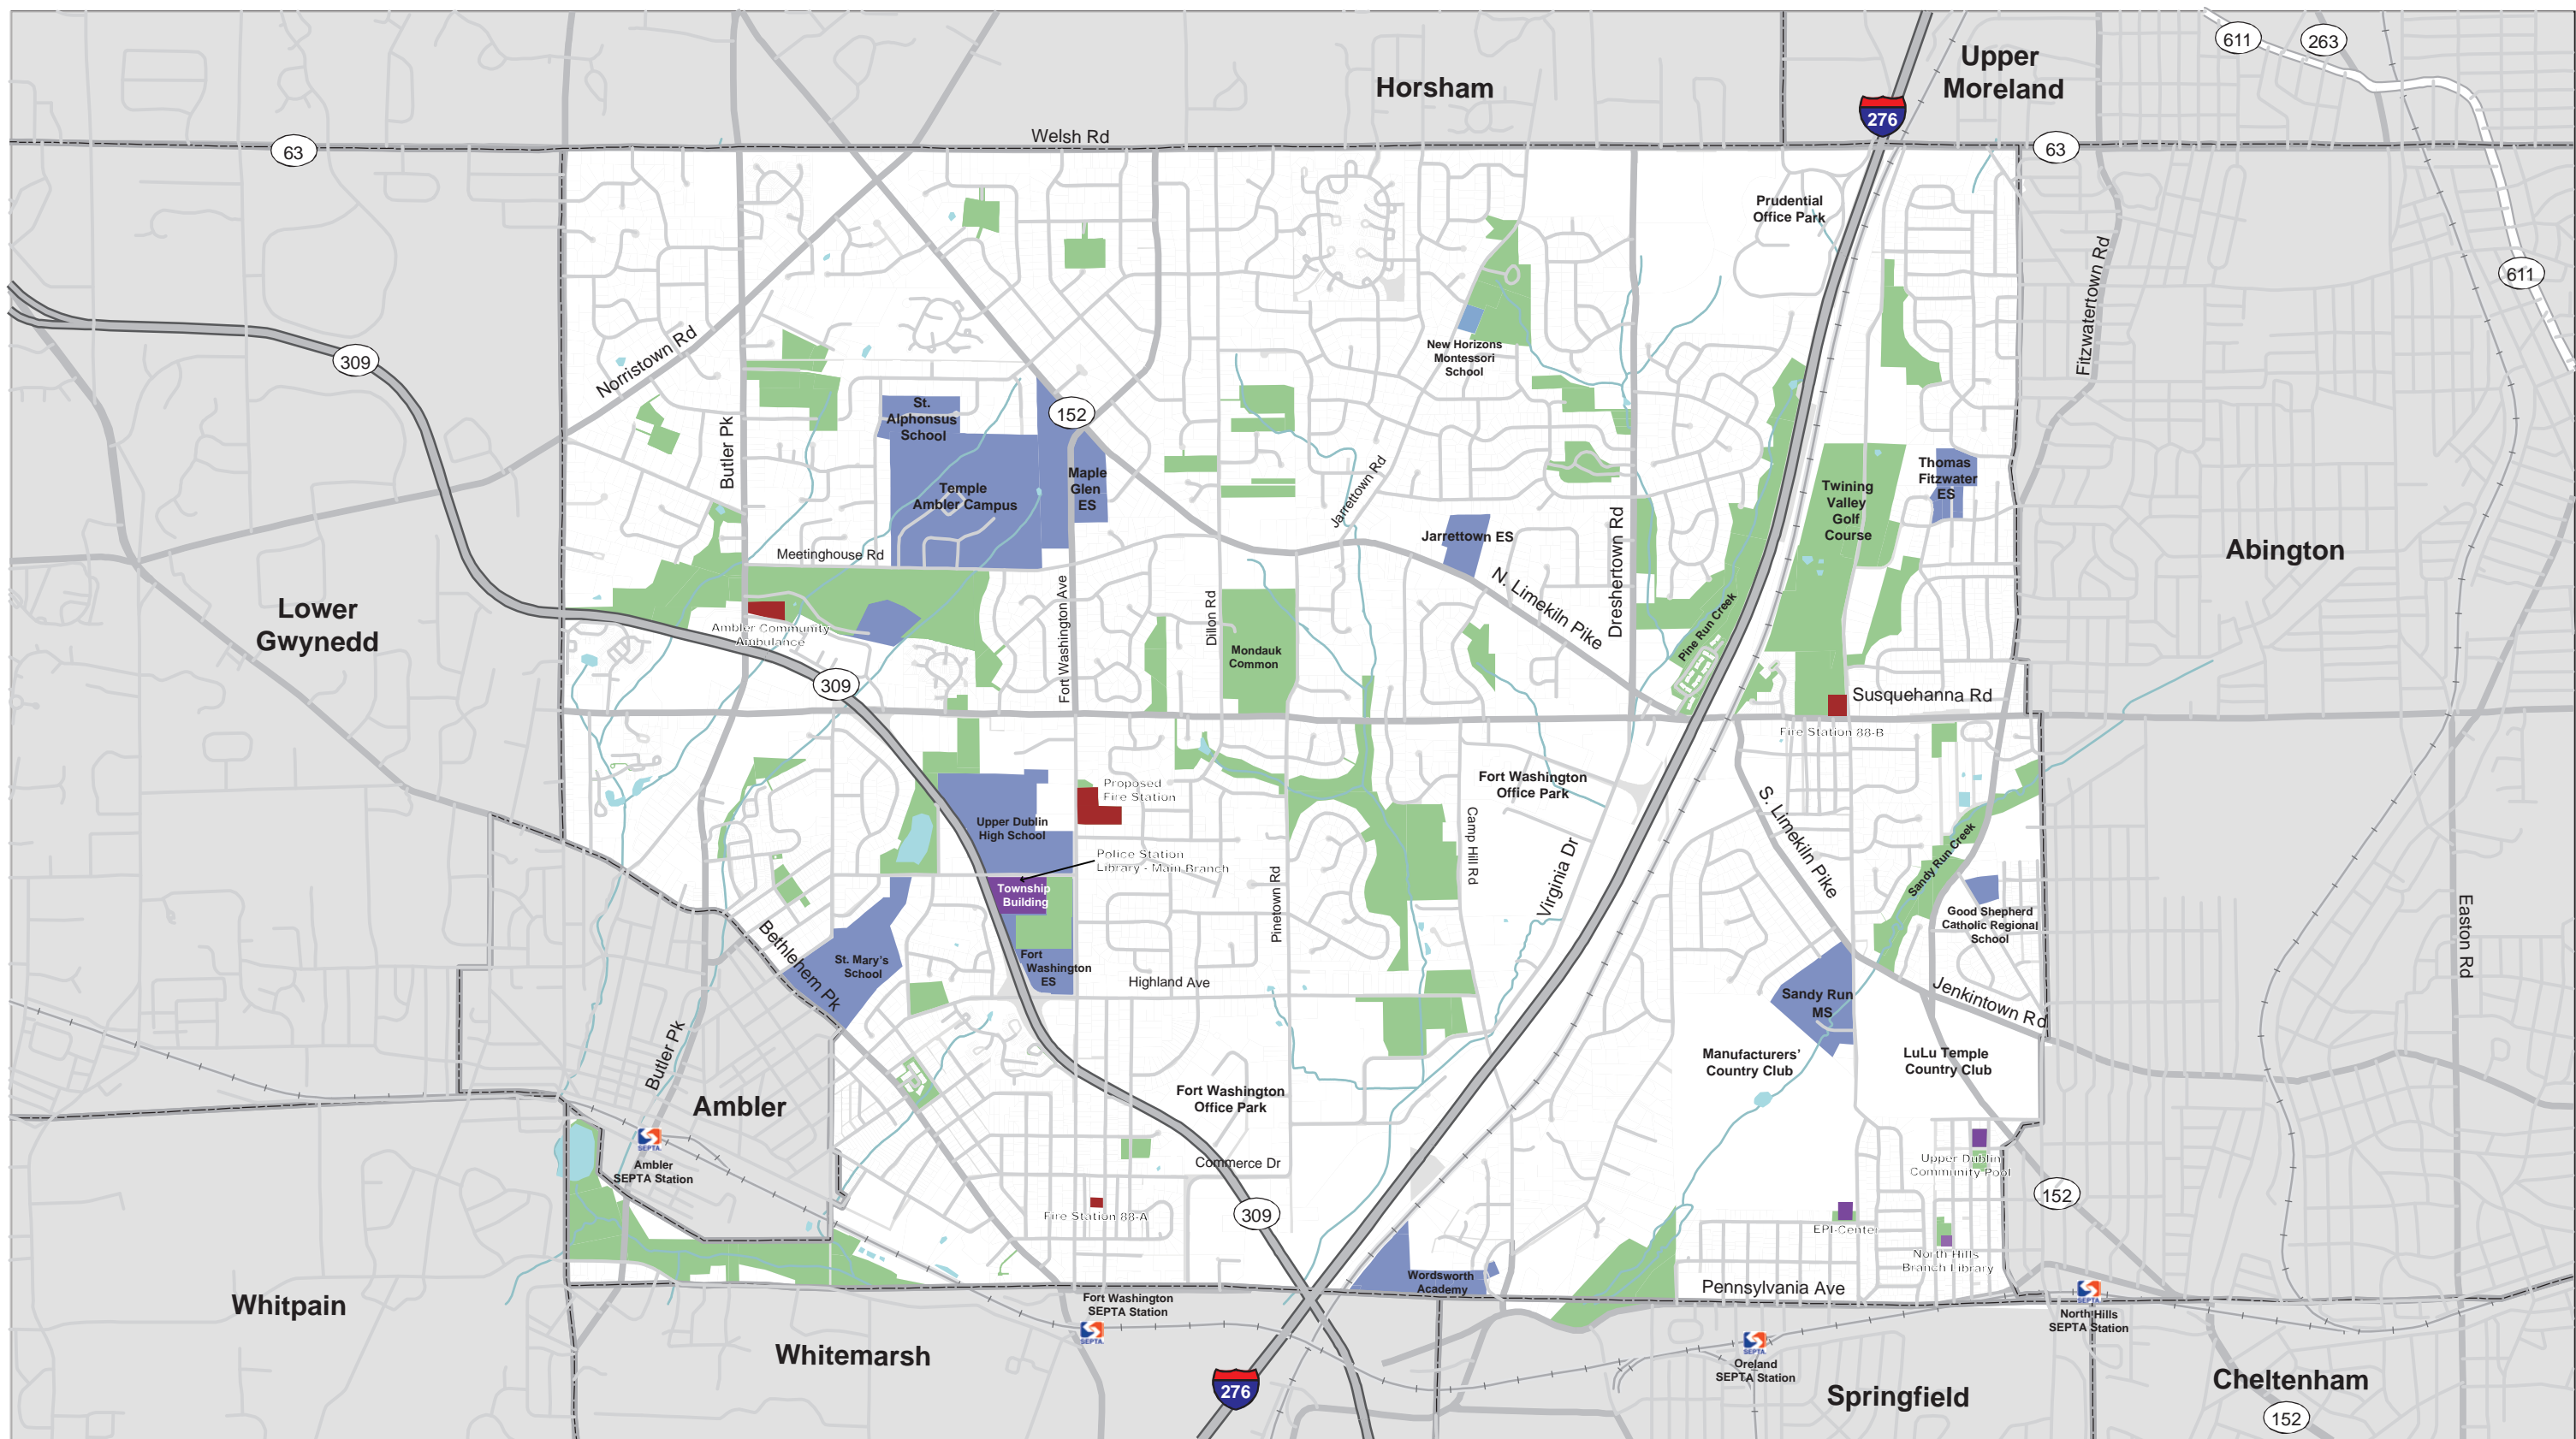 Horsham
Upper
Moreland
611
263
276
Welsh Rd
63
63
Prudential
Office Park
Fitzwatertown Rd
611
309
Norristown Rd
New Horizons
Montessori
School
Butler Pk
St.
Alphonsus
School
152
Maple
Glen
ES
Temple
Ambler Campus
Jarrettown Rd
Thomas
Fitzwater
ES
Twining
Valley
Golf
Course
Jarrettown ES
Dreshertown Rd
Abington
Meetinghouse Rd
N. Limekiln Pike
Lower
Gwynedd
Fort Washington Ave
Dillon Rd
Pine Run Creek
Ambler Community
Ambulance
Mondauk
Common
309
Susquehanna Rd
Fire Station 88-B
Proposed
Fire Station
Fort Washington
Office Park
S. Limekiln Pike
Upper Dublin
High School
Camp Hill Rd
Virginia Dr
Sandy Run Creek
Police Station
Library - Main Branch
Township
Building
Pinetown Rd
Good Shepherd
Catholic Regional
School
Easton Rd
Bethlehem Pk
St. Mary's
School
Fort
Washington
ES
Highland Ave
Sandy Run
MS
Jenkintown Rd
Butler Pk
Manufacturers'
Country Club
LuLu Temple
Country Club
Ambler
Fort Washington
Office Park
SEPTA
Ambler
SEPTA Station
Commerce Dr
Upper Dublin
Community Pool
152
Fire Station 88-A
309
EPI-Center
North Hills
Branch Library
Wordsworth
Academy
Pennsylvania Ave
Whitpain
Fort Washington
SEPTA Station
SEPTA
SEPTA
North Hills
SEPTA Station
Whitemarsh
SEPTA
Oreland
SEPTA Station
276
Springfield
Cheltenham
152